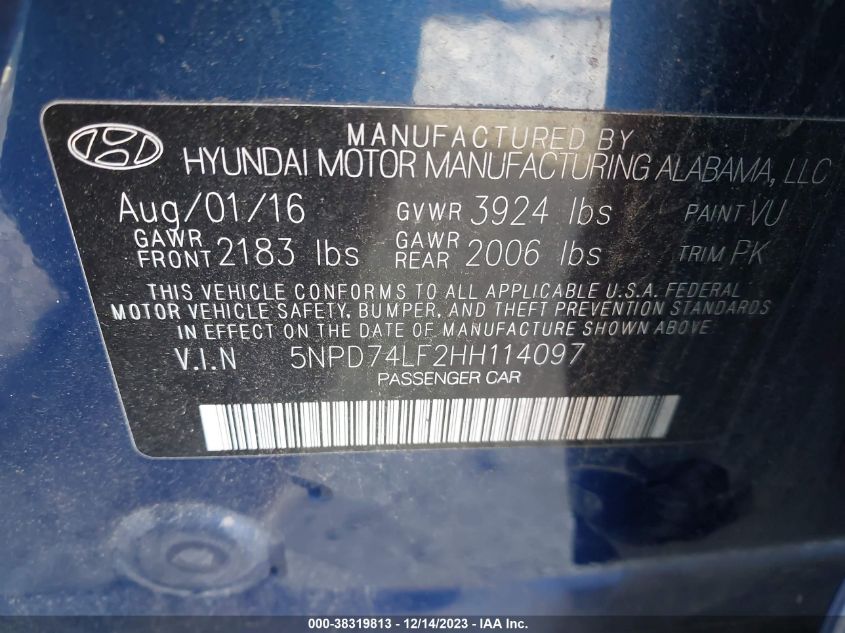 MANUFACTURED BY
HYUNDAI MOTOR MANUFACTURING ALABAMA, LLC
Aug/01/16 GVWR 3924 lbs PAINT VU
GAWR FRONT 2183 lbs GAWR REAR 2006 lbs TRIM PK
THIS VEHICLE CONFORMS TO ALL APPLICABLE U.S.A. FEDERAL
MOTOR VEHICLE SAFETY, BUMPER, AND THEFT PREVENTION STANDARDS
IN EFFECT ON THE DATE OF MANUFACTURE SHOWN ABOVE.
V.I.N 5NPD74LF2HH114097
PASSENGER CAR
000-38319813 - 12/14/2023 - IAA Inc.